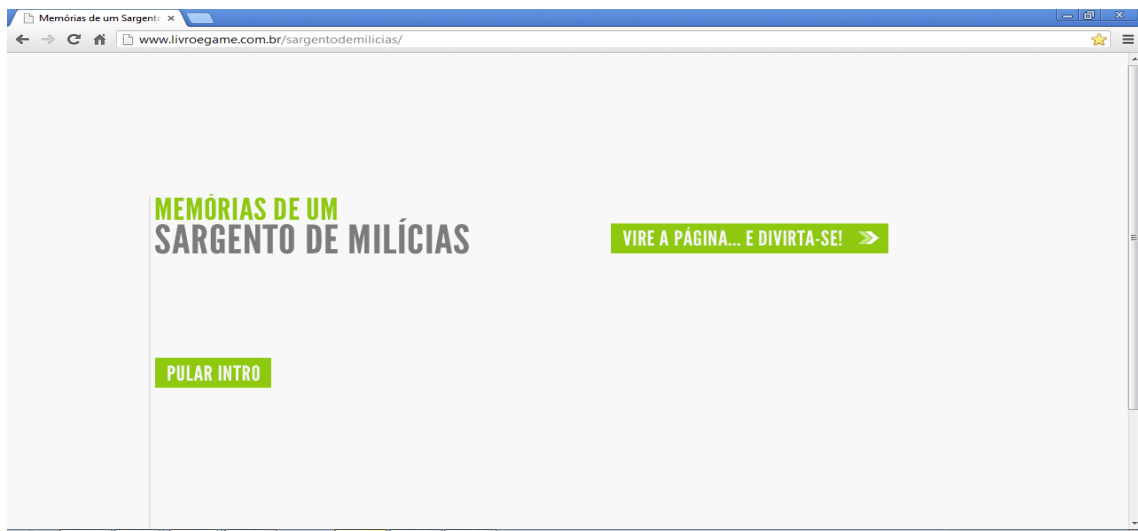 Memórias de um Sargento
www.livroegame.com.br/sargentodemilicias/
MEMÓRIAS DE UM
SARGENTO DE MILÍCIAS
VIRE A PÁGINA... E DIVIRTA-SE!
PULAR INTRO